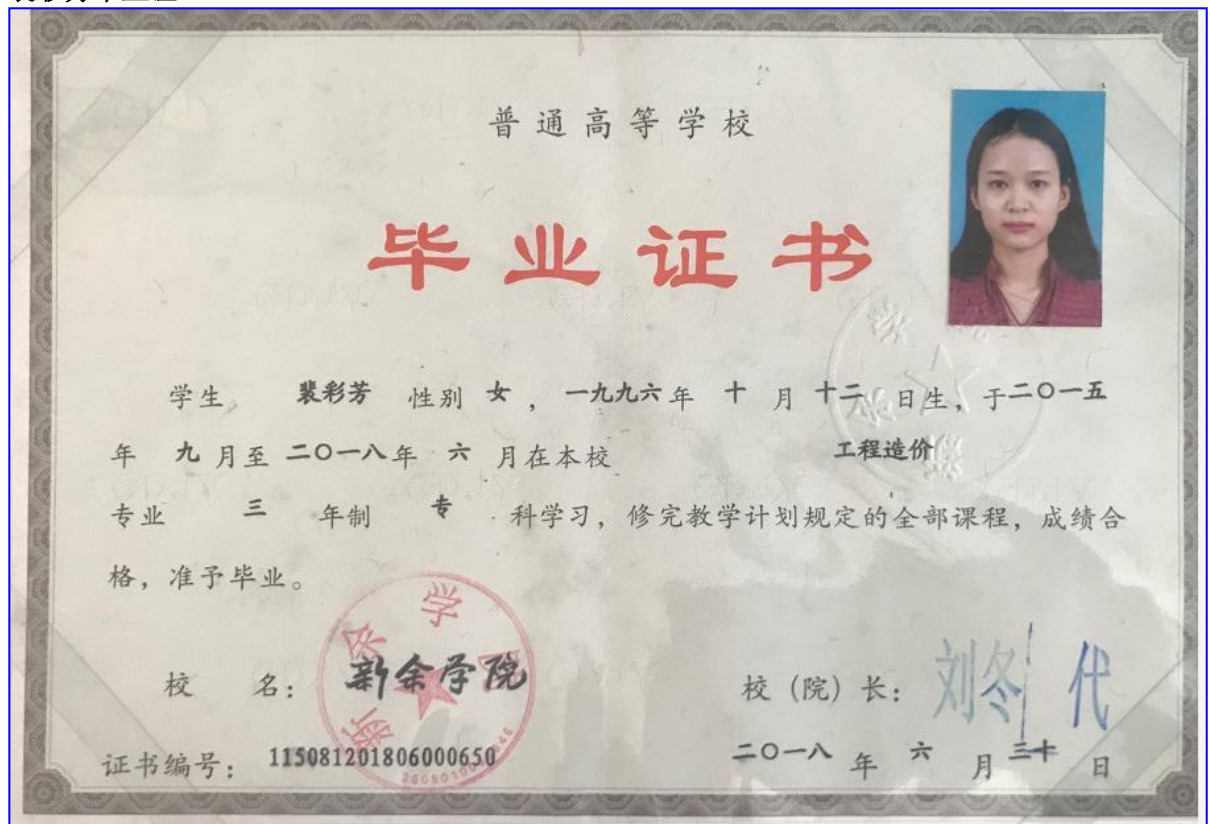 普通高等学校
毕业证书
学生 裴彩芳 性别 女 ，一九九六年 十 月 十二 日生，于二〇一五
年 九 月至 二〇一八年 六 月在本校 工程造价
专业 三 年制 专 科学习，修完教学计划规定的全部课程，成绩合
格，准予毕业。
校 名： 新余学院
校（院）长： 刘冬 代
证书编号： 115081201806000650
二〇一八 年 六 月 三十 日
新余学院